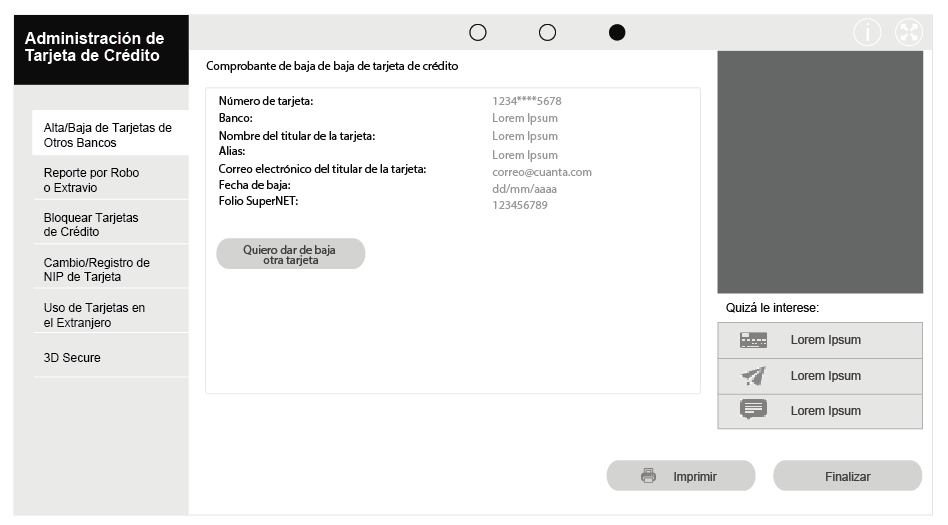 Administración de
Tarjeta de Crédito
Alta/Baja de Tarjetas de
Otros Bancos
Reporte por Robo
o Extravio
Bloquear Tarjetas
de Crédito
Cambio/Registro de
NIP de Tarjeta
Uso de Tarjetas en
el Extranjero
3D Secure
Comprobante de baja de baja de tarjeta de crédito
Número de tarjeta: 1234****5678
Banco: Lorem Ipsum
Nombre del titular de la tarjeta: Lorem Ipsum
Alias: Lorem Ipsum
Correo electrónico del titular de la tarjeta: correo@cuanta.com
Fecha de baja: dd/mm/aaaa
Folio SuperNET: 123456789
Quiero dar de baja
otra tarjeta
i
Quizá le interese:
Lorem Ipsum
Lorem Ipsum
Lorem Ipsum
Imprimir
Finalizar